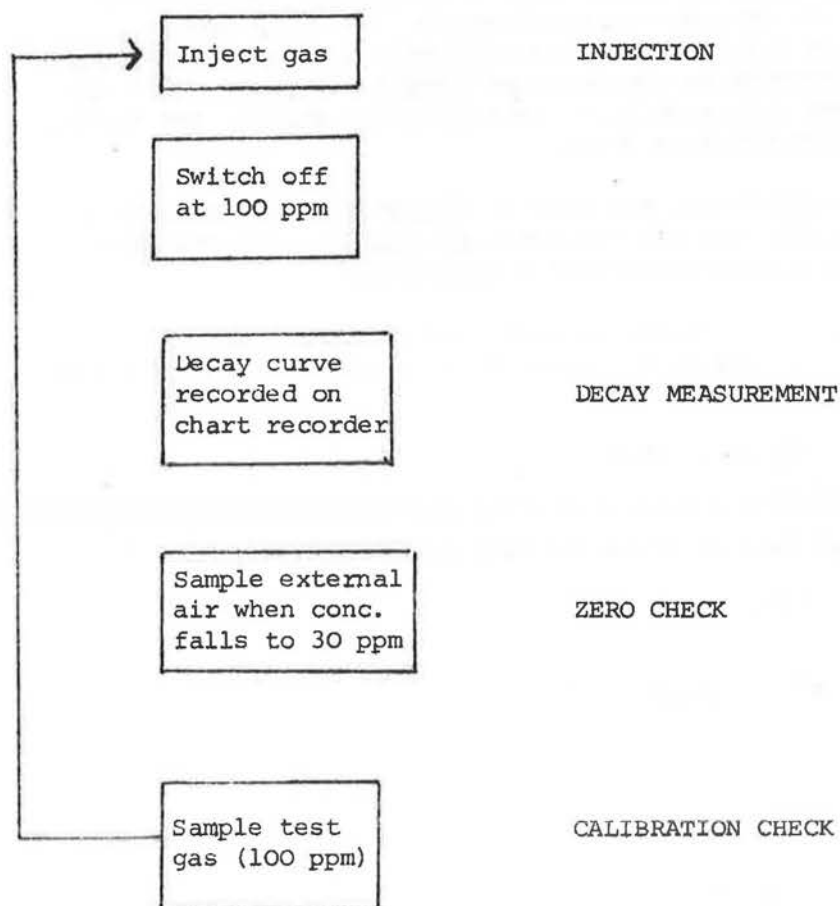 Inject gas
INJECTION
Switch off
at 100 ppm
Decay curve
recorded on
chart recorder
DECAY MEASUREMENT
Sample external
air when conc.
falls to 30 ppm
ZERO CHECK
Sample test
gas (100 ppm)
CALIBRATION CHECK